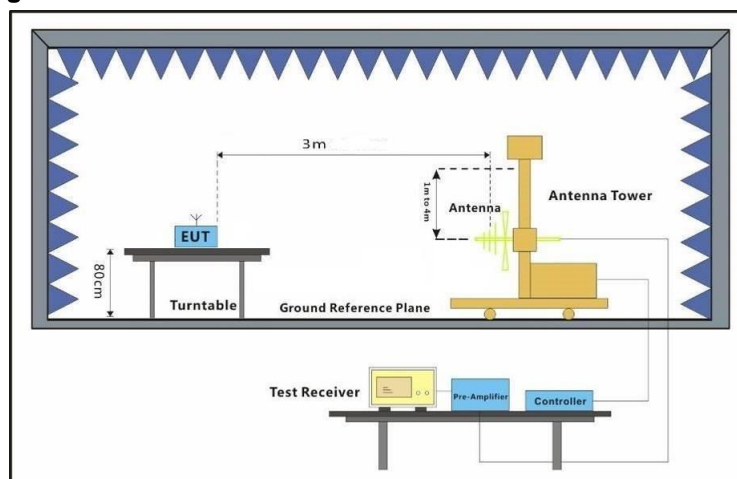 3m
1m to 4m
Antenna
Antenna Tower
EUT
80cm
Turntable
Ground Reference Plane
Test Receiver
Pre-Amplifier
Controller